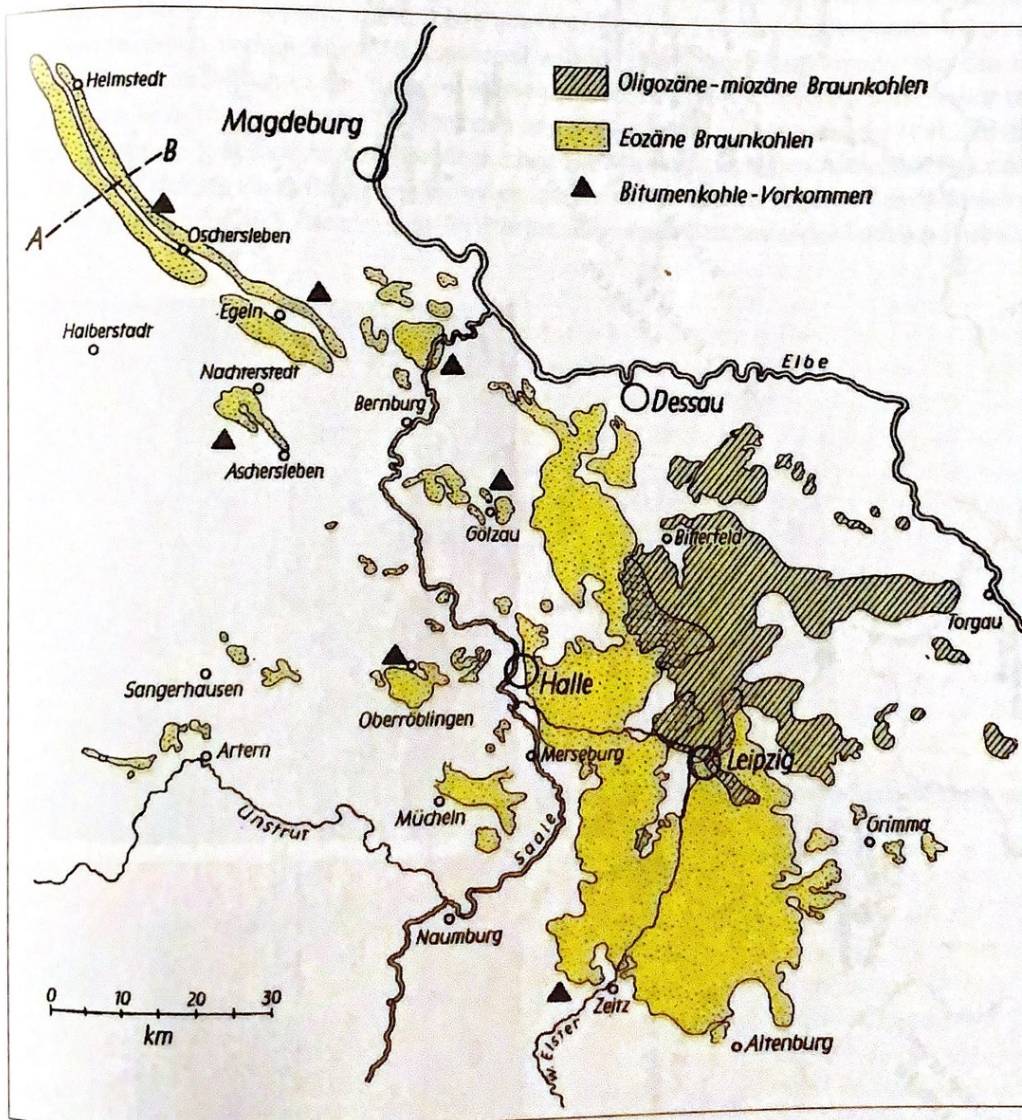 Helmstedt
Magdeburg
B
A
Oschersleben
Egeln
Halberstadt
Nachterstedt
Aschersleben
Bernburg
Oligozäne-miozäne Braunkohlen
Eozäne Braunkohlen
Bitumenkohle-Vorkommen
Elbe
Dessau
Gölzau
Bitterfeld
Torgau
Sangerhausen
Oberröblingen
Halle
Artern
Merseburg
Leipzig
Mücheln
Unstrut
Saale
Grimma
Naumburg
0 10 20 30
km
Zeitz
W. Elster
Altenburg